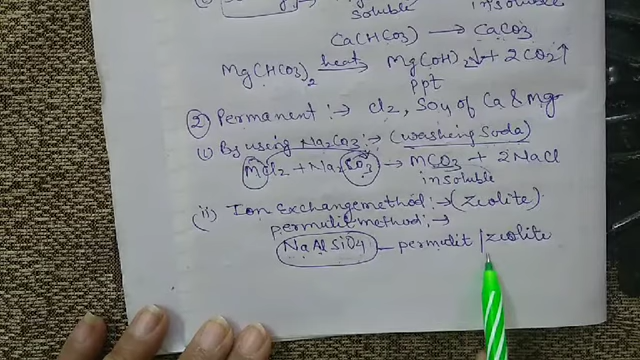 soluble insoluble
Ca(HCO3) → CaCO3
Mg(HCO3)2 heat→ Mg(OH)2↓ + 2CO2↑
ppt
② Permanent :→ Cl2, SO4 of Ca & Mg
(i) By using Na2CO3 :→ (washing soda)
MCl2 + Na2CO3 → MCO3 + 2NaCl
insoluble
(ii) Ion Exchange method :→ (Zeolite)
permutit method :→
NaAlSiO4 – permutit / zeolite